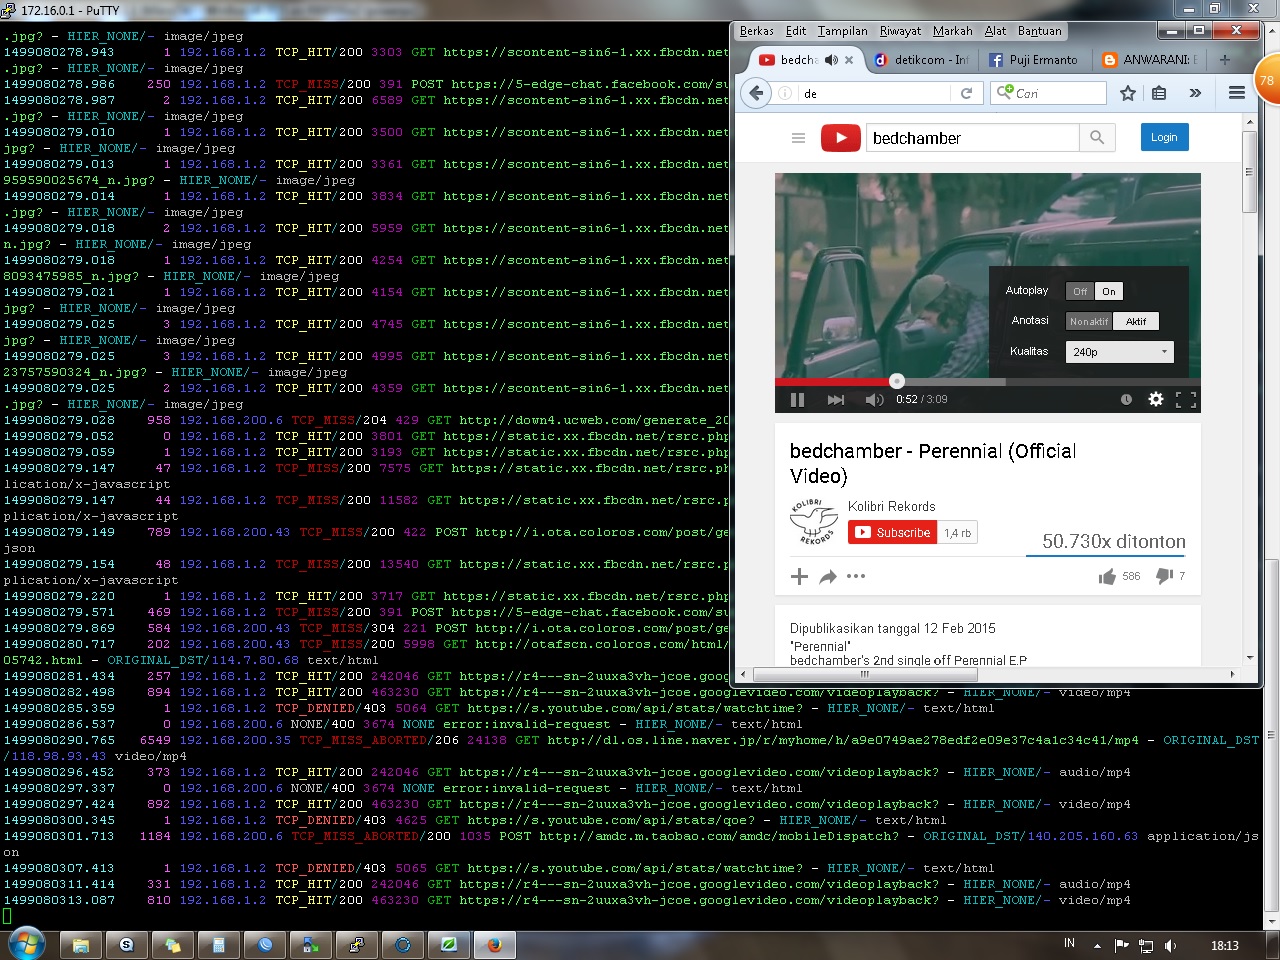 172.16.0.1 - PuTTY
.jpg? - HIER_NONE/- image/jpeg
1499080278.943 1 192.168.1.2 TCP_HIT/200 3303 GET https://scontent-sin6-1.xx.fbcdn.net
.jpg? - HIER_NONE/- image/jpeg
1499080278.986 250 192.168.1.2 TCP_MISS/200 391 POST https://5-edge-chat.facebook.com/su
1499080278.987 2 192.168.1.2 TCP_HIT/200 6589 GET https://scontent-sin6-1.xx.fbcdn.net
.jpg? - HIER_NONE/- image/jpeg
1499080279.010 1 192.168.1.2 TCP_HIT/200 3500 GET https://scontent-sin6-1.xx.fbcdn.net
jpg? - HIER_NONE/- image/jpeg
1499080279.013 1 192.168.1.2 TCP_HIT/200 3361 GET https://scontent-sin6-1.xx.fbcdn.net
959590025674_n.jpg? - HIER_NONE/- image/jpeg
1499080279.014 1 192.168.1.2 TCP_HIT/200 3834 GET https://scontent-sin6-1.xx.fbcdn.net
.jpg? - HIER_NONE/- image/jpeg
1499080279.018 2 192.168.1.2 TCP_HIT/200 5959 GET https://scontent-sin6-1.xx.fbcdn.net
n.jpg? - HIER_NONE/- image/jpeg
1499080279.018 1 192.168.1.2 TCP_HIT/200 4254 GET https://scontent-sin6-1.xx.fbcdn.net
8093475985_n.jpg? - HIER_NONE/- image/jpeg
1499080279.021 1 192.168.1.2 TCP_HIT/200 4154 GET https://scontent-sin6-1.xx.fbcdn.net
jpg? - HIER_NONE/- image/jpeg
1499080279.025 3 192.168.1.2 TCP_HIT/200 4745 GET https://scontent-sin6-1.xx.fbcdn.net
jpg? - HIER_NONE/- image/jpeg
1499080279.025 3 192.168.1.2 TCP_HIT/200 4995 GET https://scontent-sin6-1.xx.fbcdn.net
23757590324_n.jpg? - HIER_NONE/- image/jpeg
1499080279.025 2 192.168.1.2 TCP_HIT/200 4359 GET https://scontent-sin6-1.xx.fbcdn.net
.jpg? - HIER_NONE/- image/jpeg
1499080279.028 958 192.168.200.6 TCP_MISS/204 429 GET http://down4.ucweb.com/generate_20
1499080279.052 0 192.168.1.2 TCP_HIT/200 3801 GET https://static.xx.fbcdn.net/rsrc.php
1499080279.059 1 192.168.1.2 TCP_HIT/200 3193 GET https://static.xx.fbcdn.net/rsrc.php
1499080279.147 47 192.168.1.2 TCP_MISS/200 7575 GET https://static.xx.fbcdn.net/rsrc.ph
lication/x-javascript
1499080279.147 44 192.168.1.2 TCP_MISS/200 11582 GET https://static.xx.fbcdn.net/rsrc.p
plication/x-javascript
1499080279.149 789 192.168.200.43 TCP_MISS/200 422 POST http://i.ota.coloros.com/post/ge
json
1499080279.154 48 192.168.1.2 TCP_MISS/200 13540 GET https://static.xx.fbcdn.net/rsrc.p
plication/x-javascript
1499080279.220 1 192.168.1.2 TCP_HIT/200 3717 GET https://static.xx.fbcdn.net/rsrc.php
1499080279.571 469 192.168.1.2 TCP_MISS/200 391 POST https://5-edge-chat.facebook.com/su
1499080279.869 584 192.168.200.43 TCP_MISS/304 221 POST http://i.ota.coloros.com/post/ge
1499080280.717 202 192.168.200.43 TCP_MISS/200 5998 GET http://otafscn.coloros.com/html/
05742.html - ORIGINAL_DST/114.7.80.68 text/html
1499080281.434 257 192.168.1.2 TCP_HIT/200 242046 GET https://r4---sn-2uuxa3vh-jcoe.goog
1499080282.498 894 192.168.1.2 TCP_HIT/200 463230 GET https://r4---sn-2uuxa3vh-jcoe.googlevideo.com/videoplayback? - HIER_NONE/- video/mp4
1499080285.359 1 192.168.1.2 TCP_DENIED/403 5064 GET https://s.youtube.com/api/stats/watchtime? - HIER_NONE/- text/html
1499080286.537 0 192.168.200.6 NONE/400 3674 NONE error:invalid-request - HIER_NONE/- text/html
1499080290.765 6549 192.168.200.35 TCP_MISS_ABORTED/206 24138 GET http://dl.os.line.naver.jp/r/myhome/h/a9e0749ae278edf2e09e37c4a1c34c41/mp4 - ORIGINAL_DST
/118.98.93.43 video/mp4
1499080296.452 373 192.168.1.2 TCP_HIT/200 242046 GET https://r4---sn-2uuxa3vh-jcoe.googlevideo.com/videoplayback? - HIER_NONE/- audio/mp4
1499080297.337 0 192.168.200.6 NONE/400 3674 NONE error:invalid-request - HIER_NONE/- text/html
1499080297.424 892 192.168.1.2 TCP_HIT/200 463230 GET https://r4---sn-2uuxa3vh-jcoe.googlevideo.com/videoplayback? - HIER_NONE/- video/mp4
1499080300.345 1 192.168.1.2 TCP_DENIED/403 4625 GET https://s.youtube.com/api/stats/qoe? - HIER_NONE/- text/html
1499080301.713 1184 192.168.200.6 TCP_MISS_ABORTED/200 1035 POST http://amdc.m.taobao.com/amdc/mobileDispatch? - ORIGINAL_DST/140.205.160.63 application/js
on
1499080307.413 1 192.168.1.2 TCP_DENIED/403 5065 GET https://s.youtube.com/api/stats/watchtime? - HIER_NONE/- text/html
1499080311.414 331 192.168.1.2 TCP_HIT/200 242046 GET https://r4---sn-2uuxa3vh-jcoe.googlevideo.com/videoplayback? - HIER_NONE/- audio/mp4
1499080313.087 810 192.168.1.2 TCP_HIT/200 463230 GET https://r4---sn-2uuxa3vh-jcoe.googlevideo.com/videoplayback? - HIER_NONE/- video/mp4
Berkas Edit Tampilan Riwayat Markah Alat Bantuan
bedcha detikcom - Inf Puji Ermanto ANWARANI: E
de Cari
78
bedchamber Login
Autoplay Off On
Anotasi Nonaktif Aktif
Kualitas 240p
0:52 / 3:09
bedchamber - Perennial (Official
Video)
KOLIBRI REKORDS
Kolibri Rekords
Subscribe 1,4 rb
50.730x ditonton
586 7
Dipublikasikan tanggal 12 Feb 2015
"Perennial"
bedchamber's 2nd single off Perennial E.P
IN 18:13